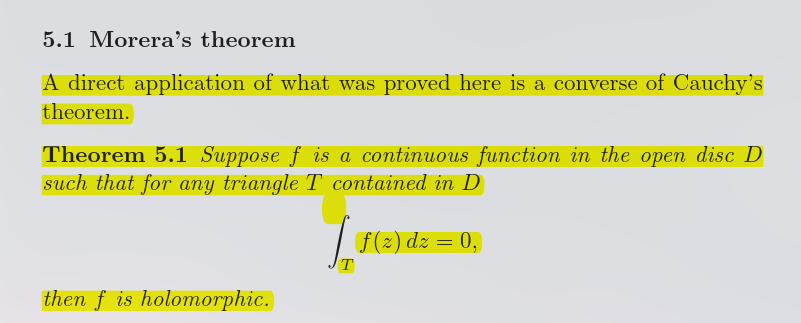 5.1 Morera's theorem
A direct application of what was proved here is a converse of Cauchy's
theorem.
Theorem 5.1 Suppose f is a continuous function in the open disc D
such that for any triangle T contained in D
∫_T f(z) dz = 0,
then f is holomorphic.